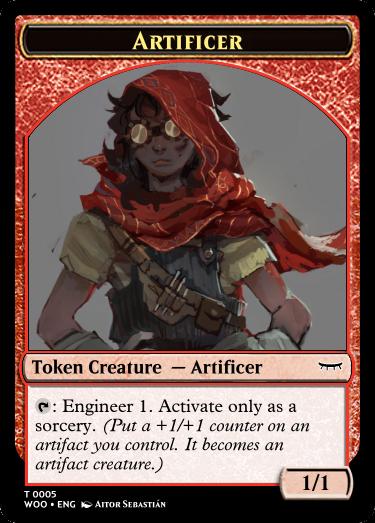 Artificer
Token Creature — Artificer
: Engineer 1. Activate only as a
sorcery. (Put a +1/+1 counter on an
artifact you control. It becomes an
artifact creature.)
1/1
T 0005
WOO • ENG Aitor Sebastián